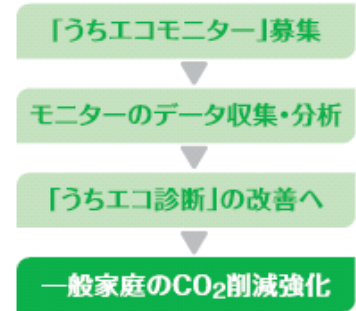 「うちエコモニター」募集
モニターのデータ収集・分析
「うちエコ診断」の改善へ
一般家庭のCO₂削減強化